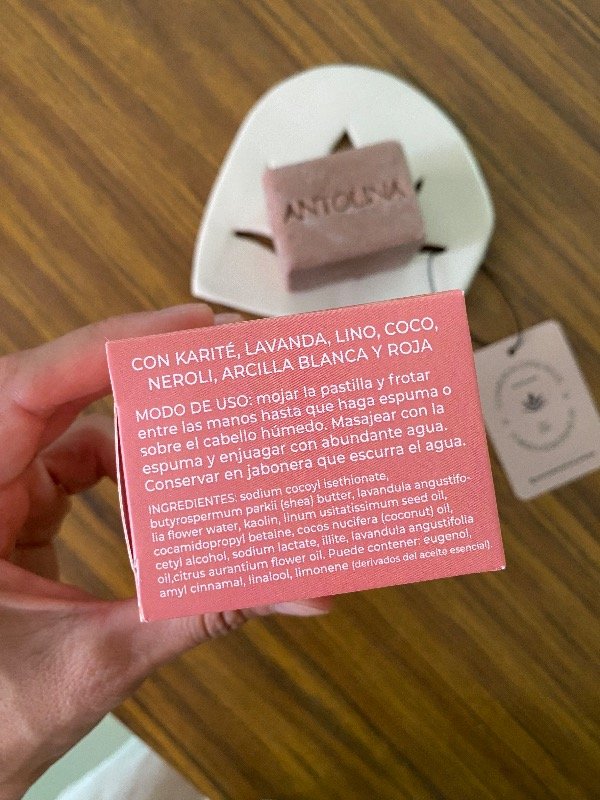 ANTOLINA
CON KARITÉ, LAVANDA, LINO, COCO,
NEROLI, ARCILLA BLANCA Y ROJA
MODO DE USO: mojar la pastilla y frotar
entre las manos hasta que haga espuma o
sobre el cabello húmedo. Masajear con la
espuma y enjuagar con abundante agua.
Conservar en jabonera que escurra el agua.
INGREDIENTES: sodium cocoyl isethionate,
butyrospermum parkii (shea) butter, lavandula angustifo-
lia flower water, kaolin, linum usitatissimum seed oil,
cocamidopropyl betaine, cocos nucifera (coconut) oil,
cetyl alcohol, sodium lactate, illite, lavandula angustifolia
oil,citrus aurantium flower oil. Puede contener: eugenol,
amyl cinnamal, linalool, limonene (derivados del aceite esencial).